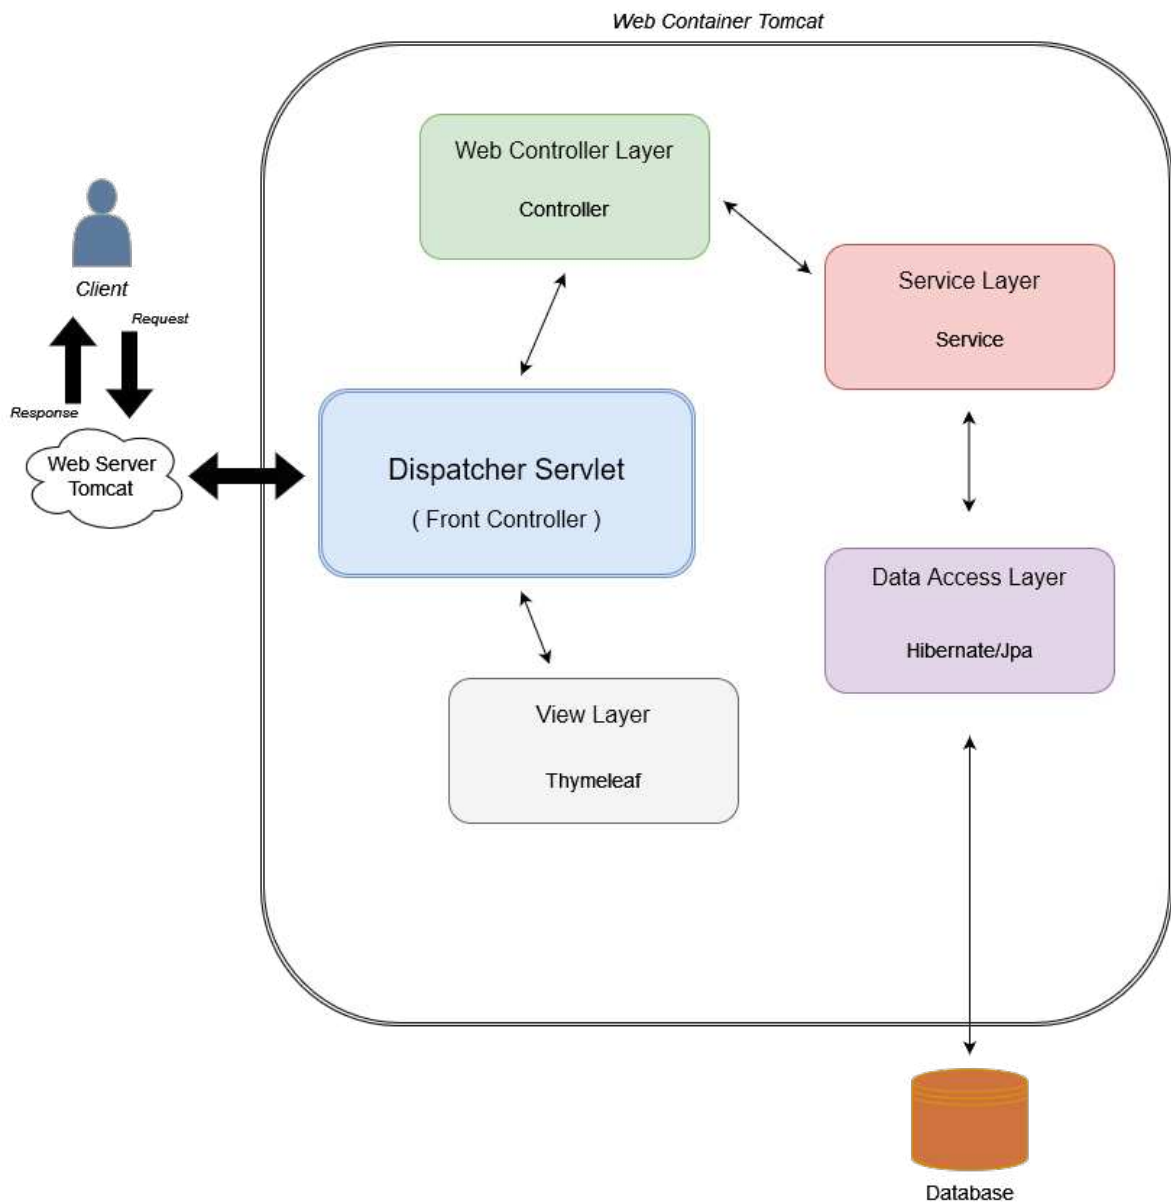 Web Container Tomcat
Web Controller Layer
Controller
Client
Request
Response
Web Server
Tomcat
Service Layer
Service
Dispatcher Servlet
( Front Controller )
Data Access Layer
Hibernate/Jpa
View Layer
Thymeleaf
Database